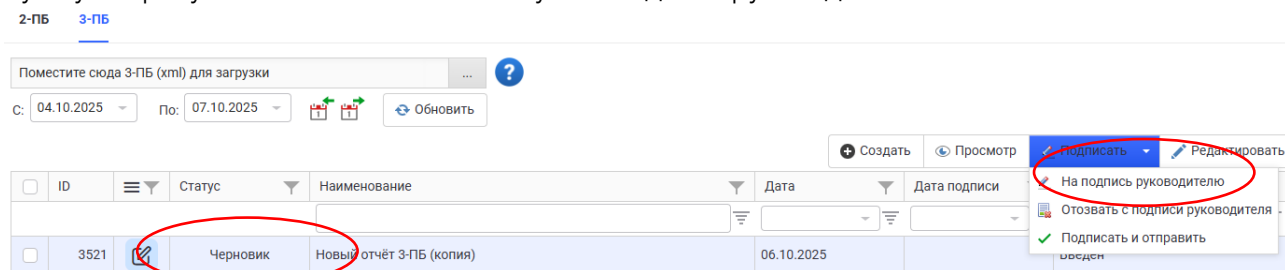 2-ПБ 3-ПБ
Поместите сюда 3-ПБ (xml) для загрузки ... ?
С: 04.10.2025 По: 07.10.2025 Обновить
Создать Просмотр Подписать Редактировать
ID Статус Наименование Дата Дата подписи На подпись руководителю
Отозвать с подписи руководителя
Подписать и отправить
3521 Черновик Новый отчёт 3-ПБ (копия) 06.10.2025 Введен